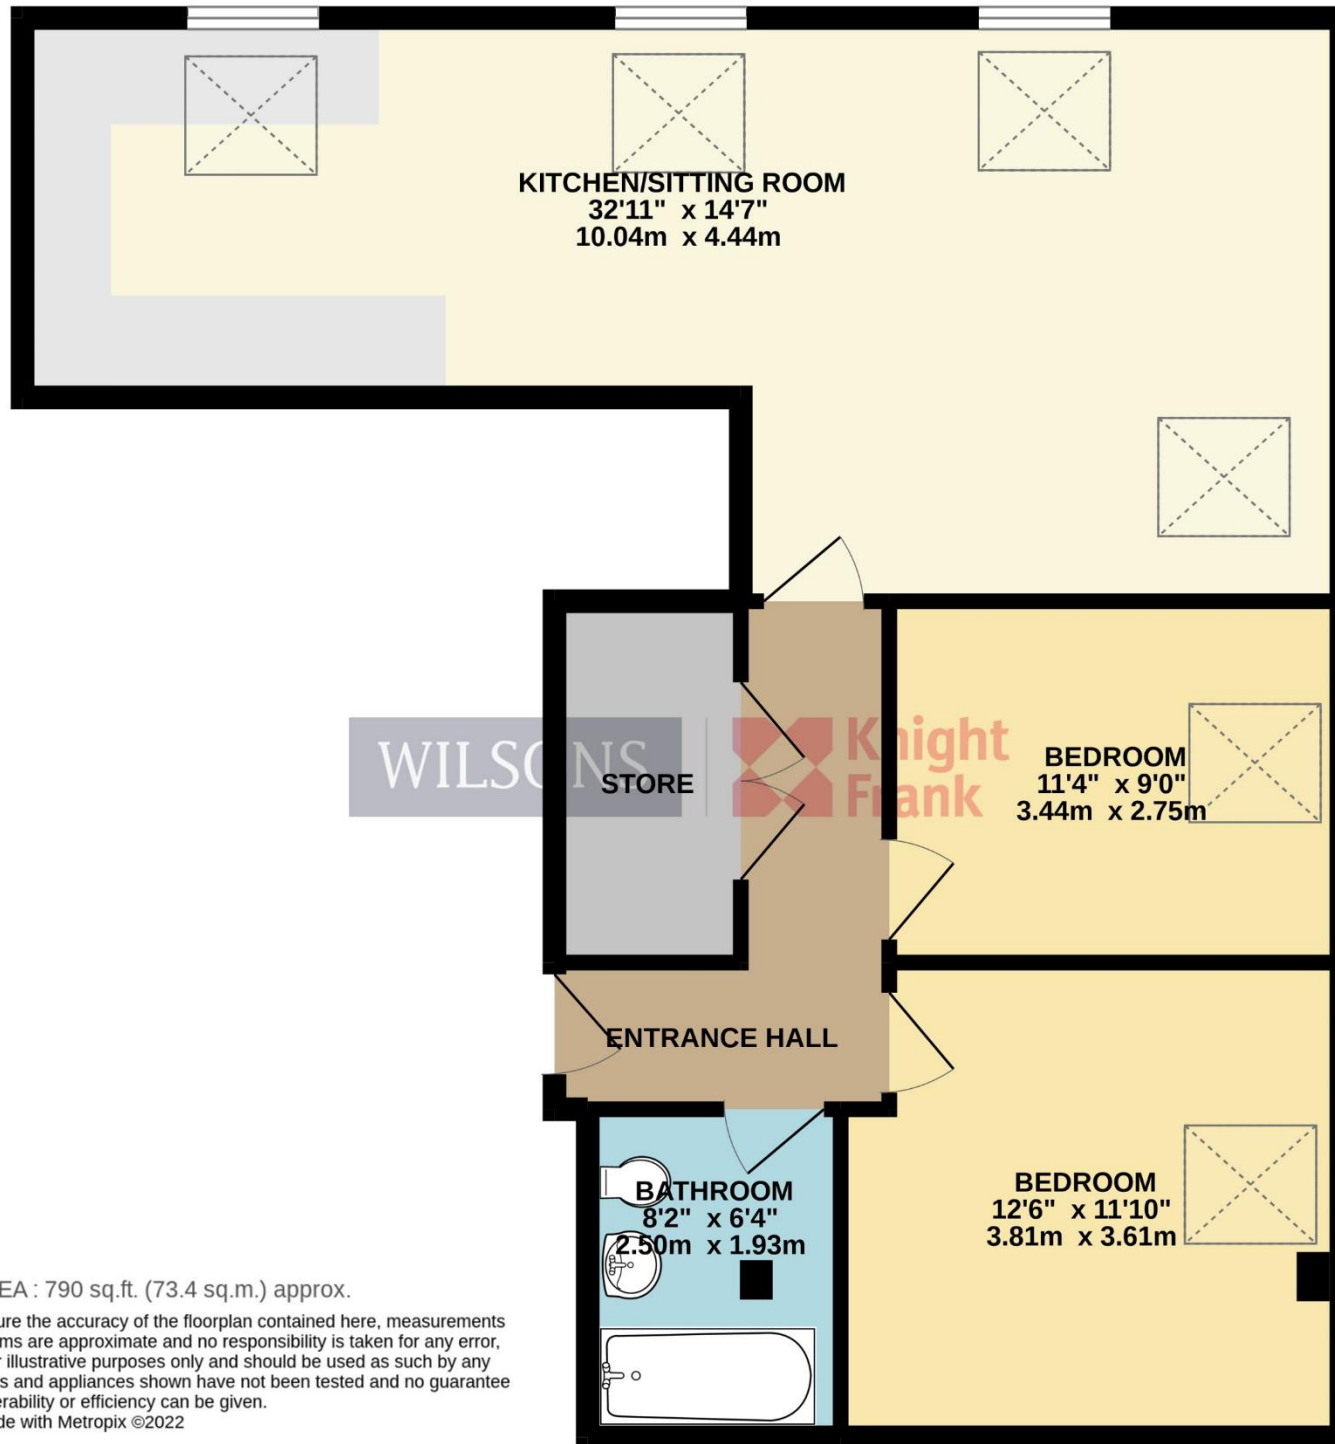 KITCHEN/SITTING ROOM
32'11" x 14'7"
10.04m x 4.44m
WILSONS
Knight
Frank
STORE
BEDROOM
11'4" x 9'0"
3.44m x 2.75m
ENTRANCE HALL
BATHROOM
8'2" x 6'4"
2.50m x 1.93m
BEDROOM
12'6" x 11'10"
3.81m x 3.61m
EA : 790 sq.ft. (73.4 sq.m.) approx.
ure the accuracy of the floorplan contained here, measurements
ms are approximate and no responsibility is taken for any error,
r illustrative purposes only and should be used as such by any
s and appliances shown have not been tested and no guarantee
erability or efficiency can be given.
de with Metropix ©2022